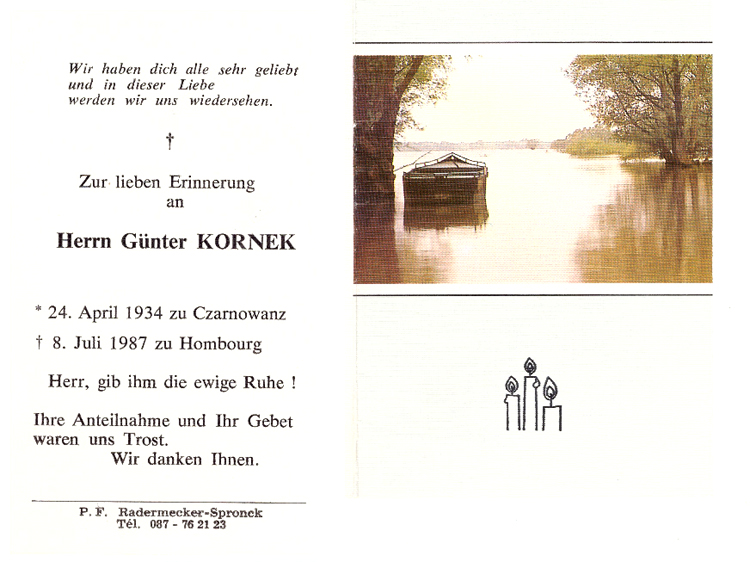 Wir haben dich alle sehr geliebt
und in dieser Liebe
werden wir uns wiedersehen.
†
Zur lieben Erinnerung
an
Herrn Günter KORNEK
* 24. April 1934 zu Czarnowanz
† 8. Juli 1987 zu Hombourg
Herr, gib ihm die ewige Ruhe !
Ihre Anteilnahme und Ihr Gebet
waren uns Trost.
Wir danken Ihnen.
P. F. Radermecker-Spronck
Tél. 087 - 76 21 23